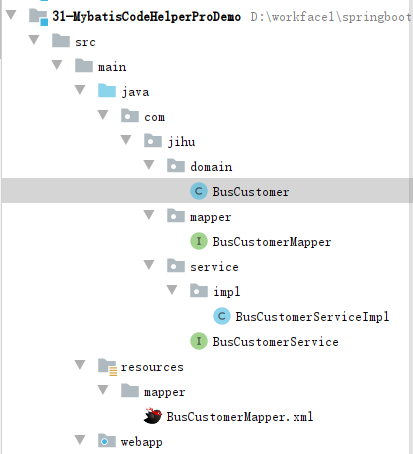 31-MybatisCodeHelperProDemo D:\workface1\springboot
src
main
java
com
jihu
domain
C BusCustomer
mapper
I BusCustomerMapper
service
impl
C BusCustomerServiceImpl
I BusCustomerService
resources
mapper
BusCustomerMapper.xml
webapp